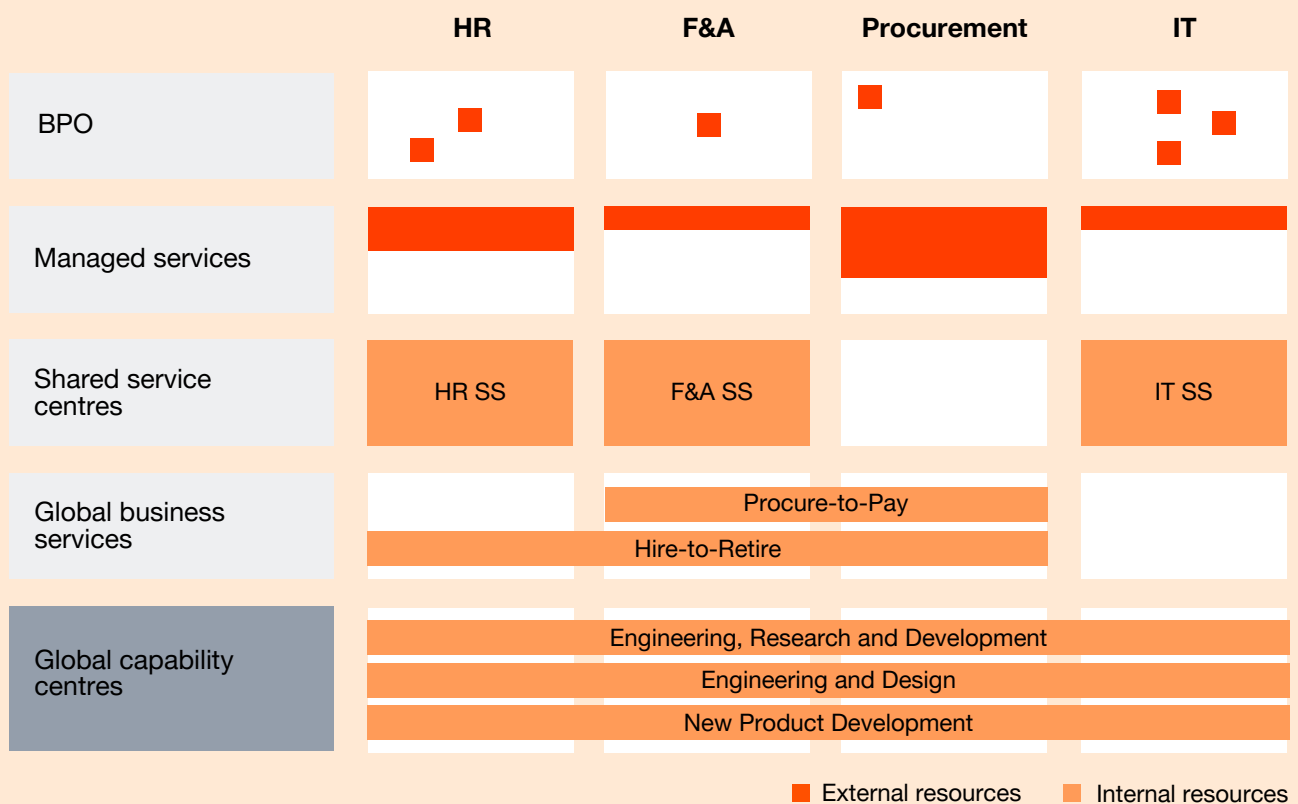 HR
F&A
Procurement
IT
BPO
Managed services
Shared service
centres
HR SS
F&A SS
IT SS
Global business
services
Procure-to-Pay
Hire-to-Retire
Global capability
centres
Engineering, Research and Development
Engineering and Design
New Product Development
External resources
Internal resources